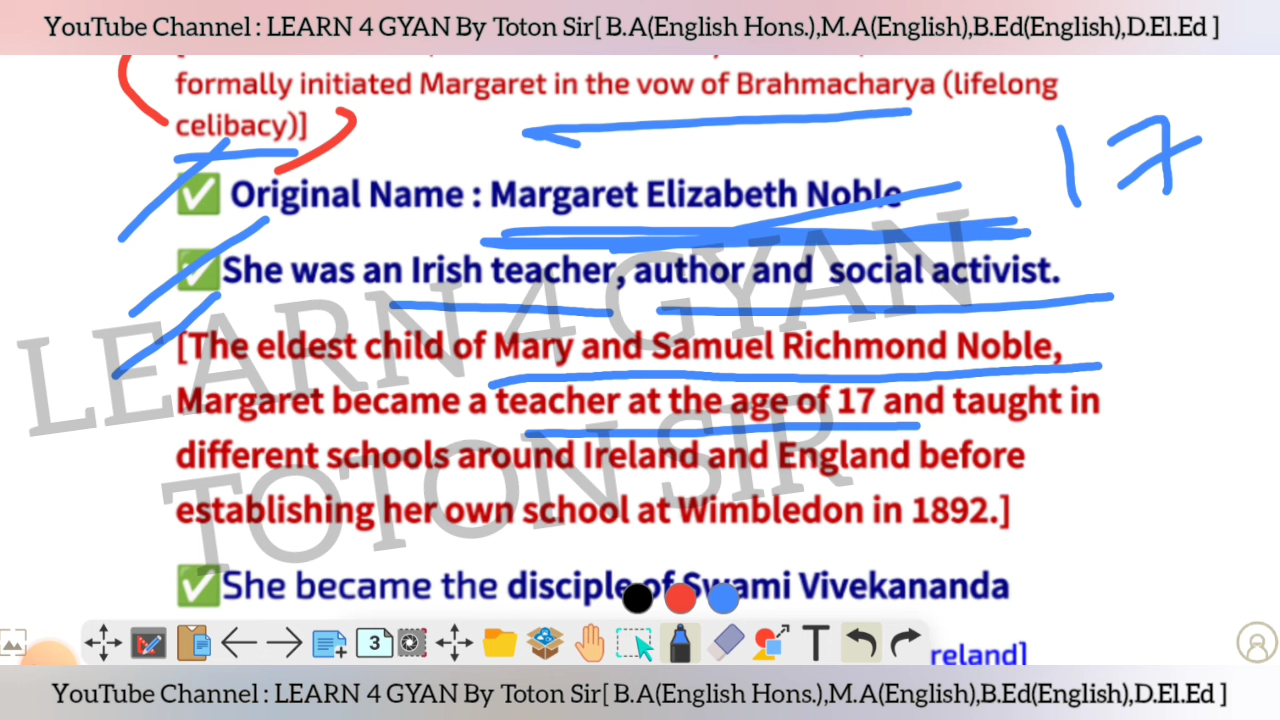 YouTube Channel : LEARN 4 GYAN By Toton Sir[ B.A(English Hons.),M.A(English),B.Ed(English),D.El.Ed ]
formally initiated Margaret in the vow of Brahmacharya (lifelong
celibacy)]
17
✅ Original Name : Margaret Elizabeth Noble
✅She was an Irish teacher, author and social activist.
[The eldest child of Mary and Samuel Richmond Noble,
Margaret became a teacher at the age of 17 and taught in
different schools around Ireland and England before
establishing her own school at Wimbledon in 1892.]
✅She became the disciple of Swami Vivekananda
reland]
LEARN 4 GYAN
TOTON SIR
3
T
YouTube Channel : LEARN 4 GYAN By Toton Sir[ B.A(English Hons.),M.A(English),B.Ed(English),D.El.Ed ]